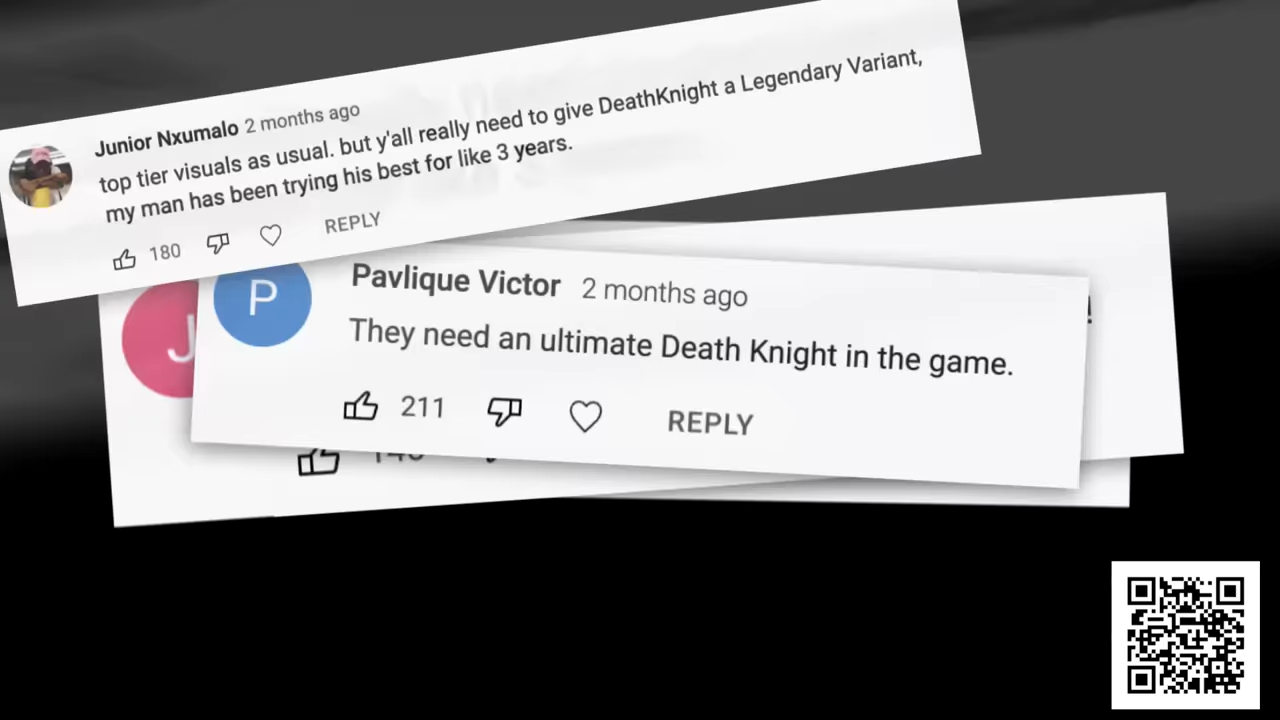 Junior Nxumalo 2 months ago
top tier visuals as usual. but y'all really need to give DeathKnight a Legendary Variant,
my man has been trying his best for like 3 years.
180 REPLY
P
Pavlique Victor 2 months ago
They need an ultimate Death Knight in the game.
211 REPLY
J